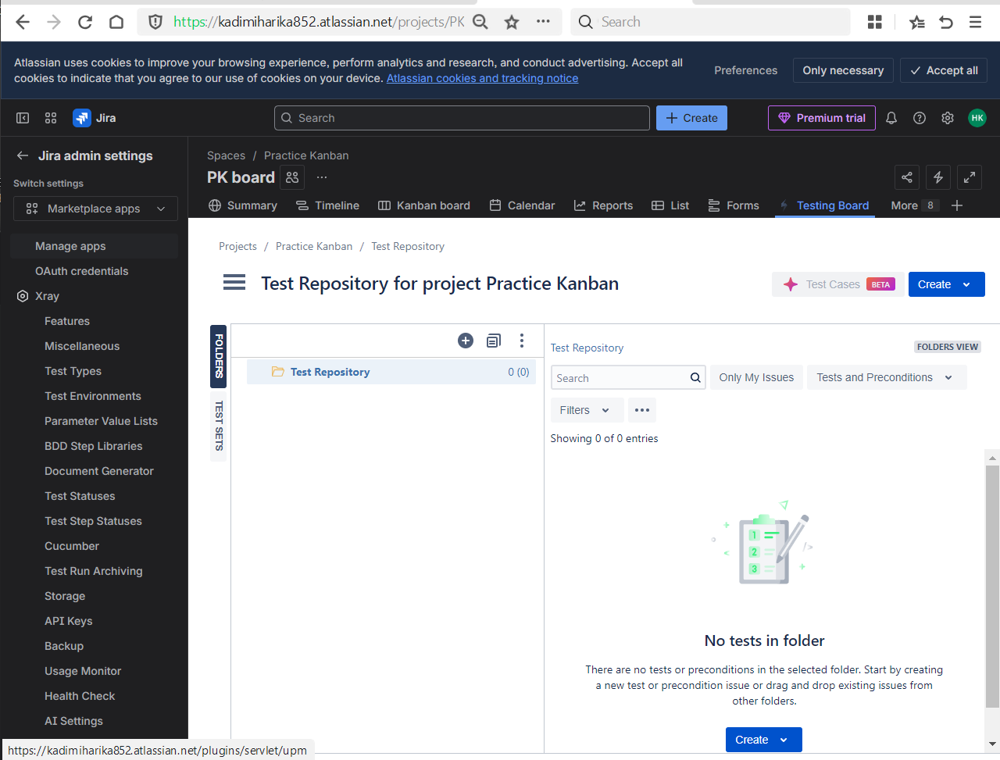 https://kadimiharika852.atlassian.net/projects/PK
Search
Atlassian uses cookies to improve your browsing experience, perform analytics and research, and conduct advertising. Accept all
cookies to indicate that you agree to our use of cookies on your device. Atlassian cookies and tracking notice
Preferences
Only necessary
Accept all
Jira
Search
Create
Premium trial
HK
Jira admin settings
Switch settings
Marketplace apps
Manage apps
OAuth credentials
Xray
Features
Miscellaneous
Test Types
Test Environments
Parameter Value Lists
BDD Step Libraries
Document Generator
Test Statuses
Test Step Statuses
Cucumber
Test Run Archiving
Storage
API Keys
Backup
Usage Monitor
Health Check
AI Settings
Spaces / Practice Kanban
PK board
Summary
Timeline
Kanban board
Calendar
Reports
List
Forms
Testing Board
More 8
Projects / Practice Kanban / Test Repository
Test Repository for project Practice Kanban
Test Cases BETA
Create
FOLDERS
TEST SETS
Test Repository 0 (0)
Test Repository
FOLDERS VIEW
Search
Only My Issues
Tests and Preconditions
Filters
Showing 0 of 0 entries
1
2
3
No tests in folder
There are no tests or preconditions in the selected folder. Start by creating
a new test or precondition issue or drag and drop existing issues from
other folders.
Create
https://kadimiharika852.atlassian.net/plugins/servlet/upm